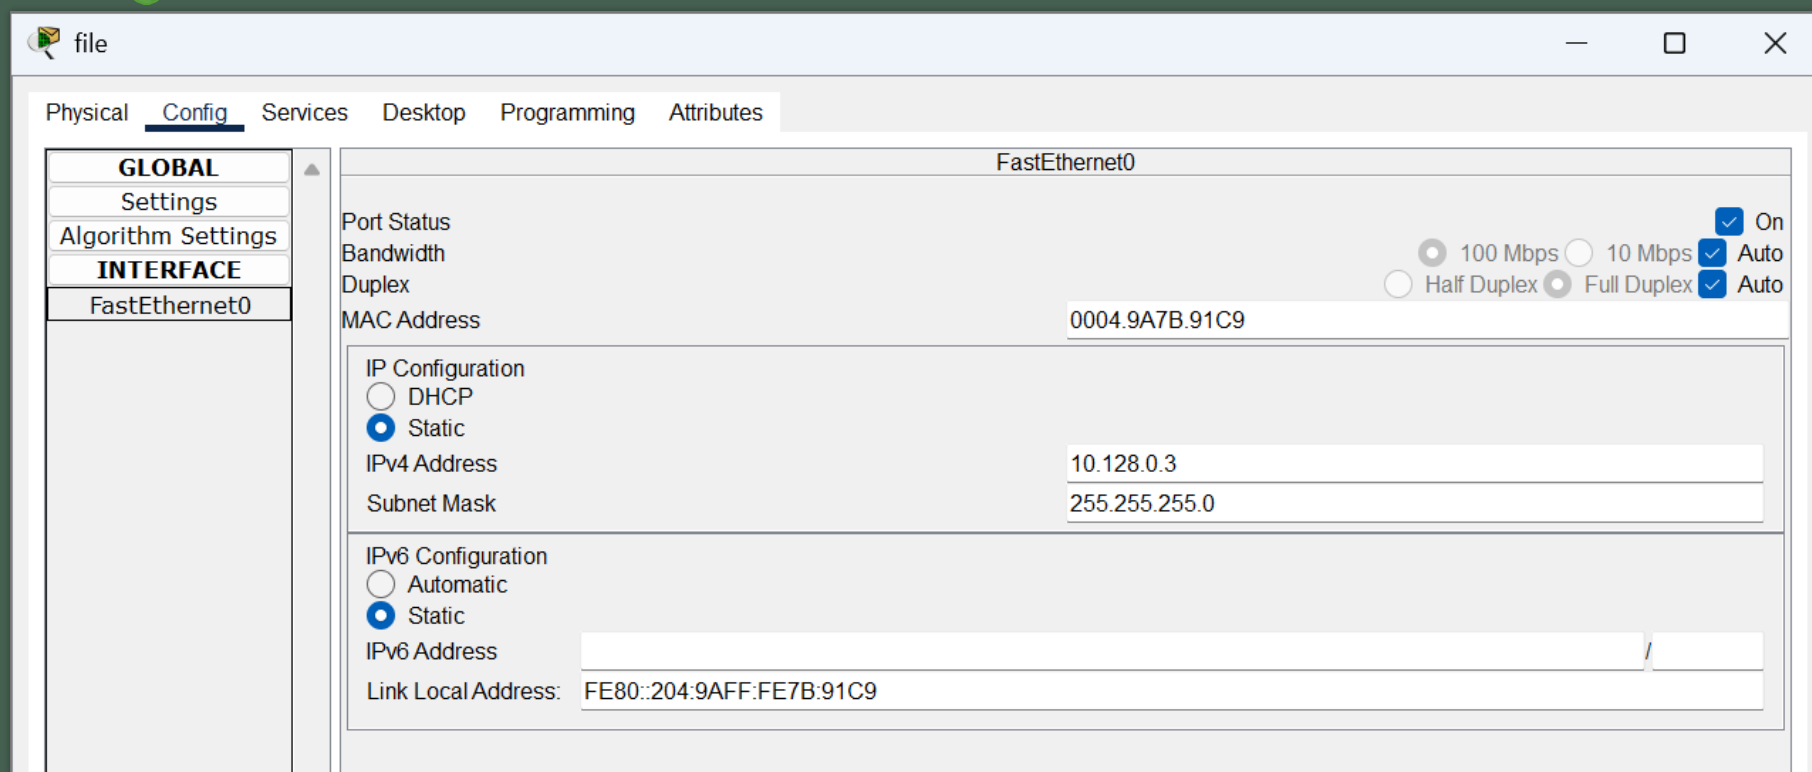 file
Physical Config Services Desktop Programming Attributes
GLOBAL
Settings
Algorithm Settings
INTERFACE
FastEthernet0
FastEthernet0
Port Status On
Bandwidth 100 Mbps 10 Mbps Auto
Duplex Half Duplex Full Duplex Auto
MAC Address 0004.9A7B.91C9
IP Configuration
DHCP
Static
IPv4 Address 10.128.0.3
Subnet Mask 255.255.255.0
IPv6 Configuration
Automatic
Static
IPv6 Address /
Link Local Address: FE80::204:9AFF:FE7B:91C9